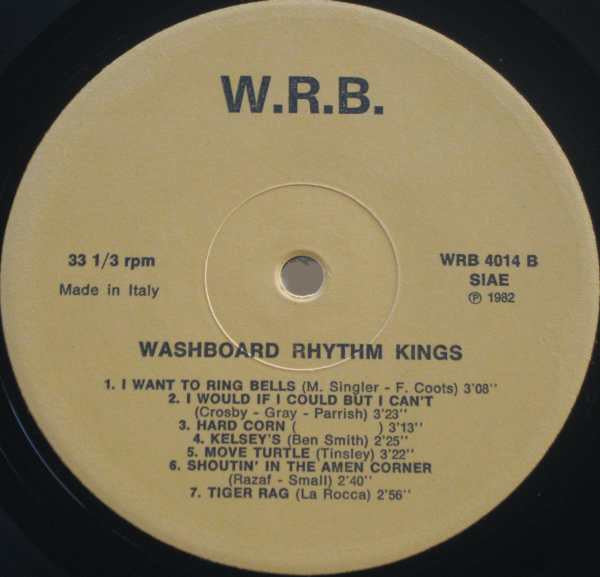 W.R.B.
33 1/3 rpm
Made in Italy
WRB 4014 B
SIAE
℗ 1982
WASHBOARD RHYTHM KINGS
1. I WANT TO RING BELLS (M. Singler - F. Coots) 3'08''
2. I WOULD IF I COULD BUT I CAN'T
(Crosby - Gray - Parrish) 3'23''
3. HARD CORN (               ) 3'13''
4. KELSEY'S (Ben Smith) 2'25''
5. MOVE TURTLE (Tinsley) 3'22''
6. SHOUTIN' IN THE AMEN CORNER
(Razaf - Small) 2'40''
7. TIGER RAG (La Rocca) 2'56''